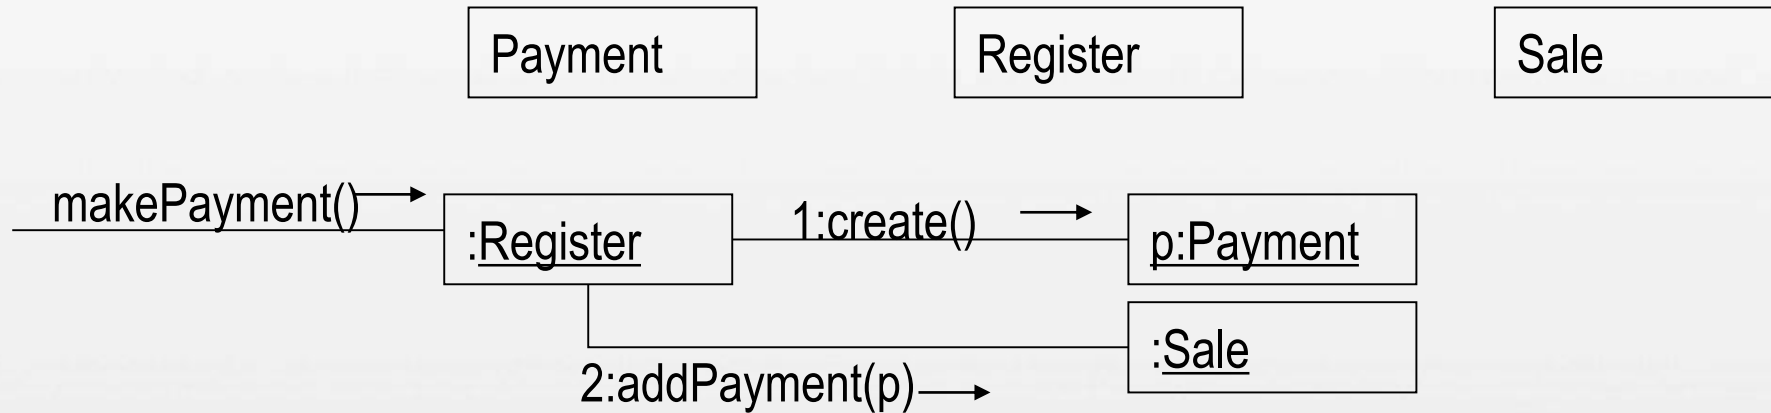 Payment
Register
Sale
makePayment()
:Register
1:create()
p:Payment
:Sale
2:addPayment(p)